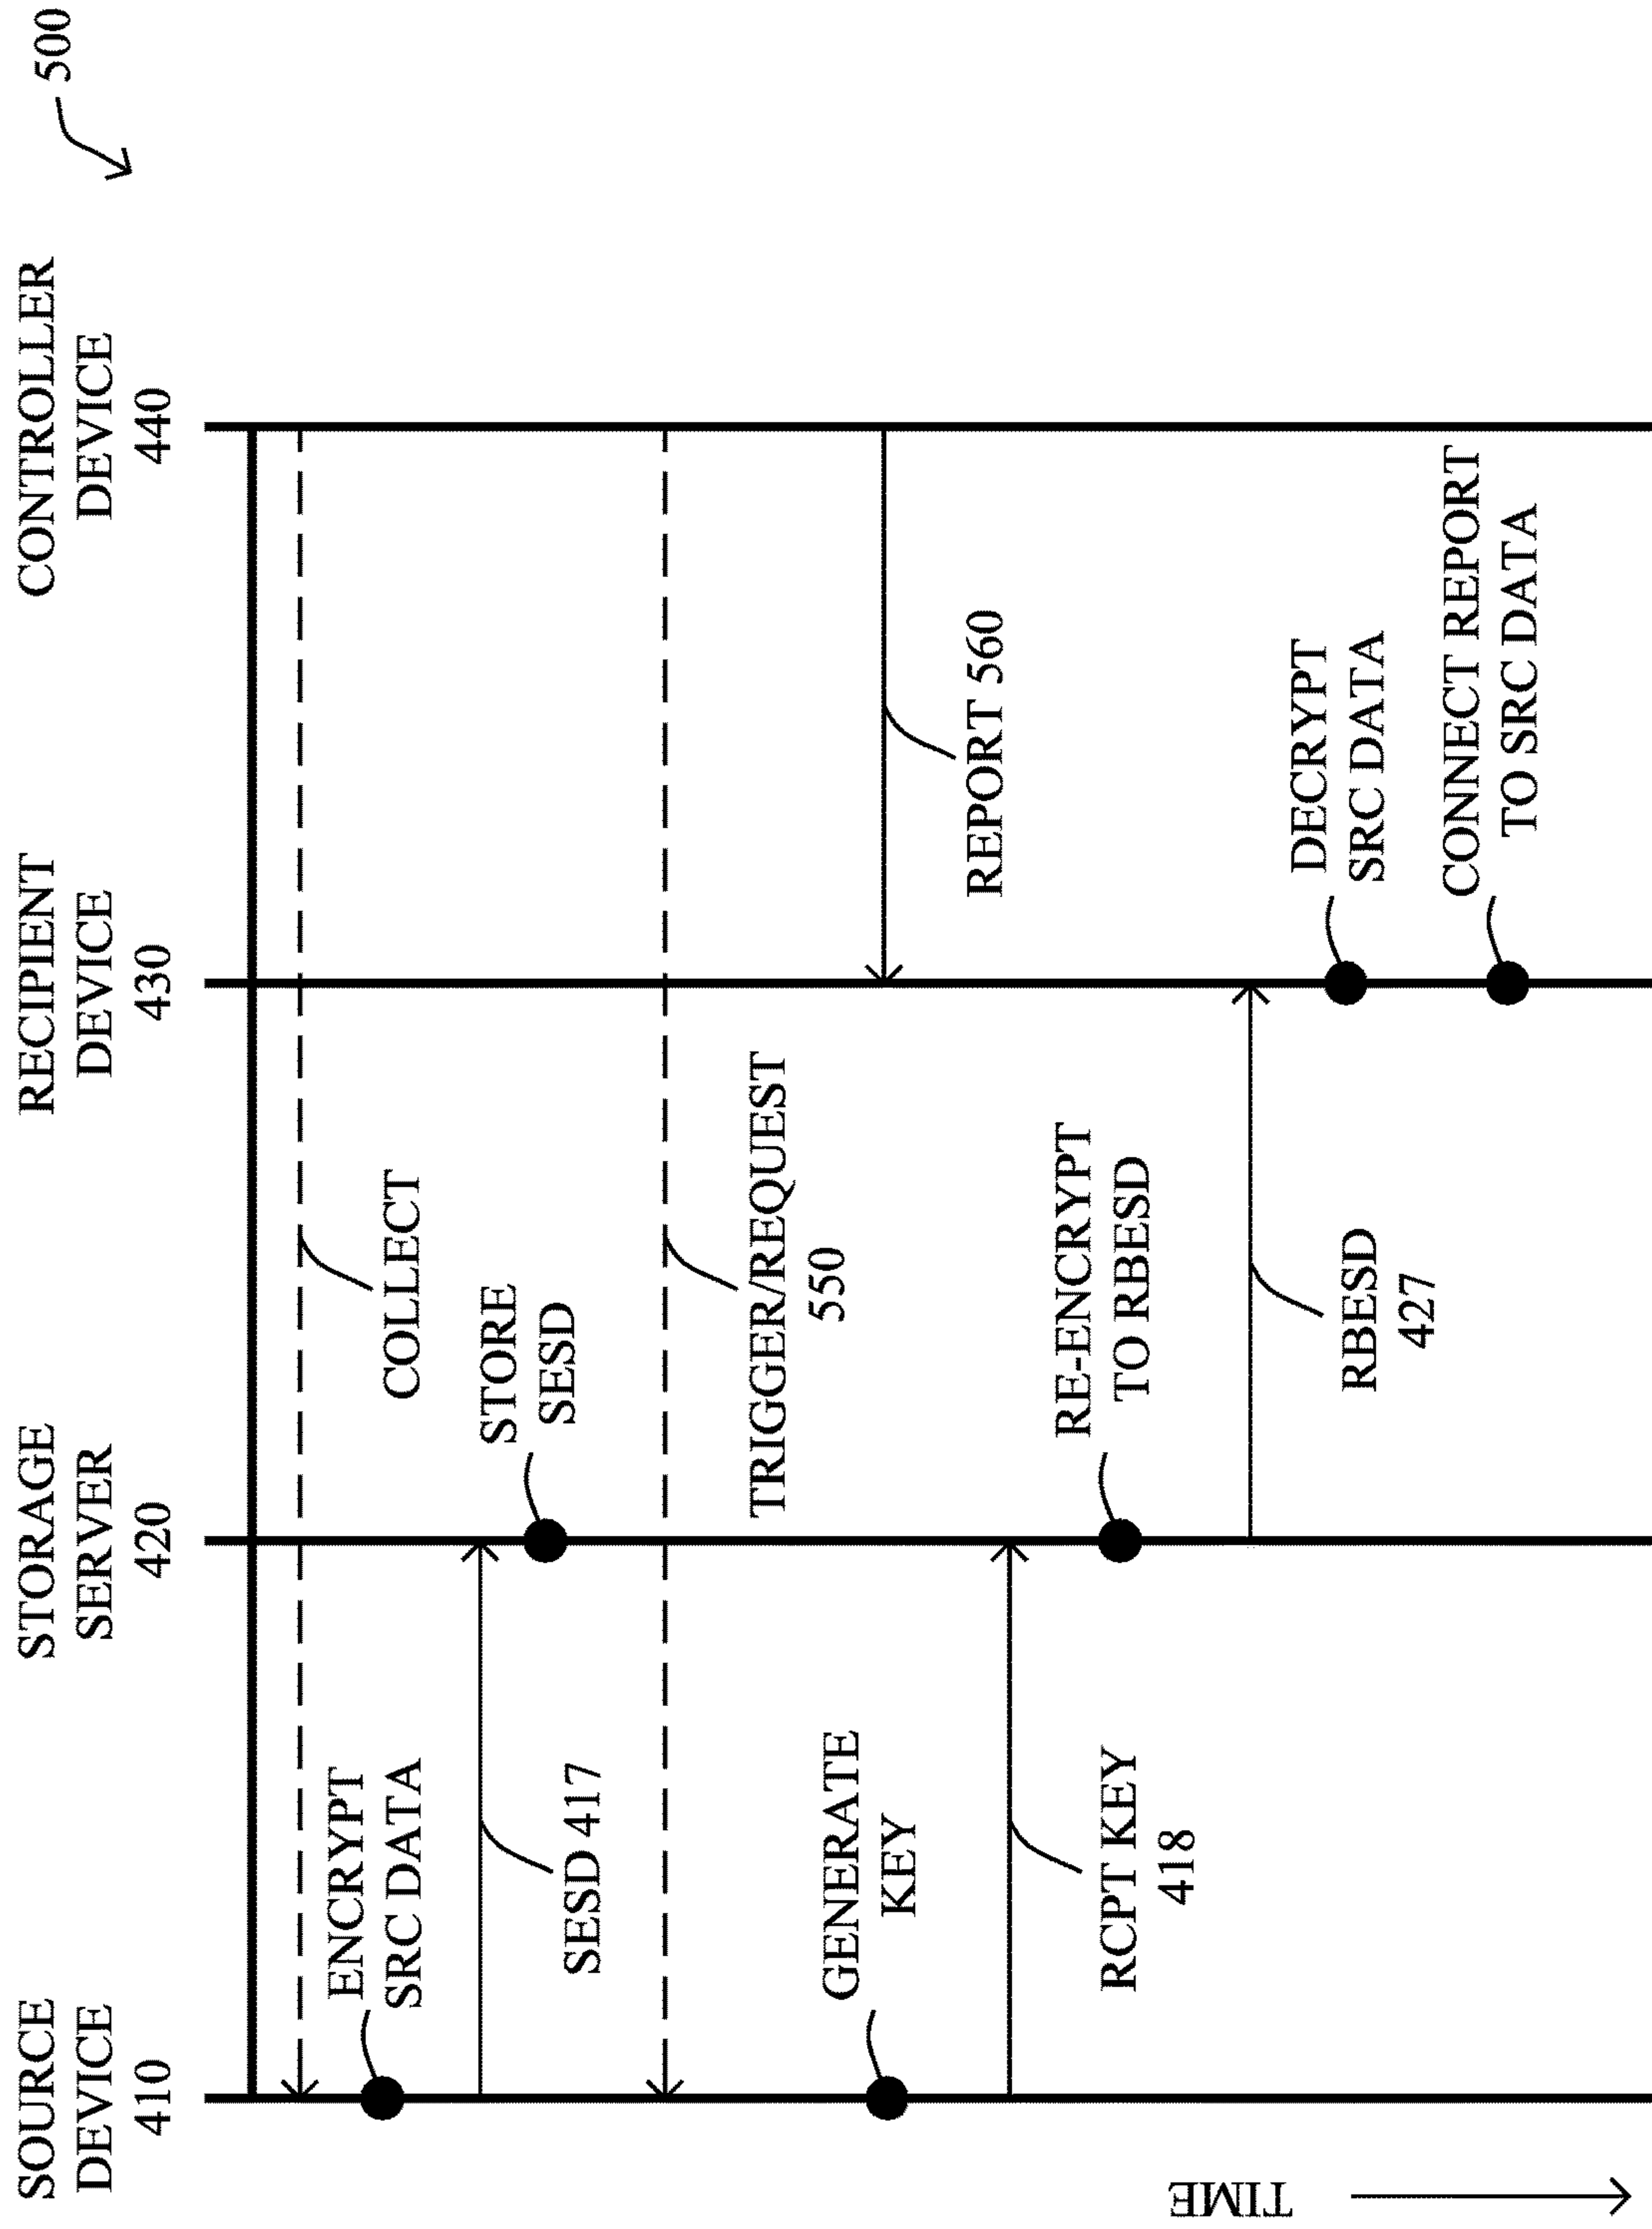 500
SOURCE
DEVICE
410
STORAGE
SERVER
420
RECIPIENT
DEVICE
430
CONTROLLER
DEVICE
440
COLLECT
ENCRYPT
SRC DATA
SESD 417
STORE
SESD
TRIGGER/REQUEST
550
GENERATE
KEY
REPORT 560
RCPT KEY
418
RE-ENCRYPT
TO RBESD
RBESD
427
DECRYPT
SRC DATA
CONNECT REPORT
TO SRC DATA
TIME